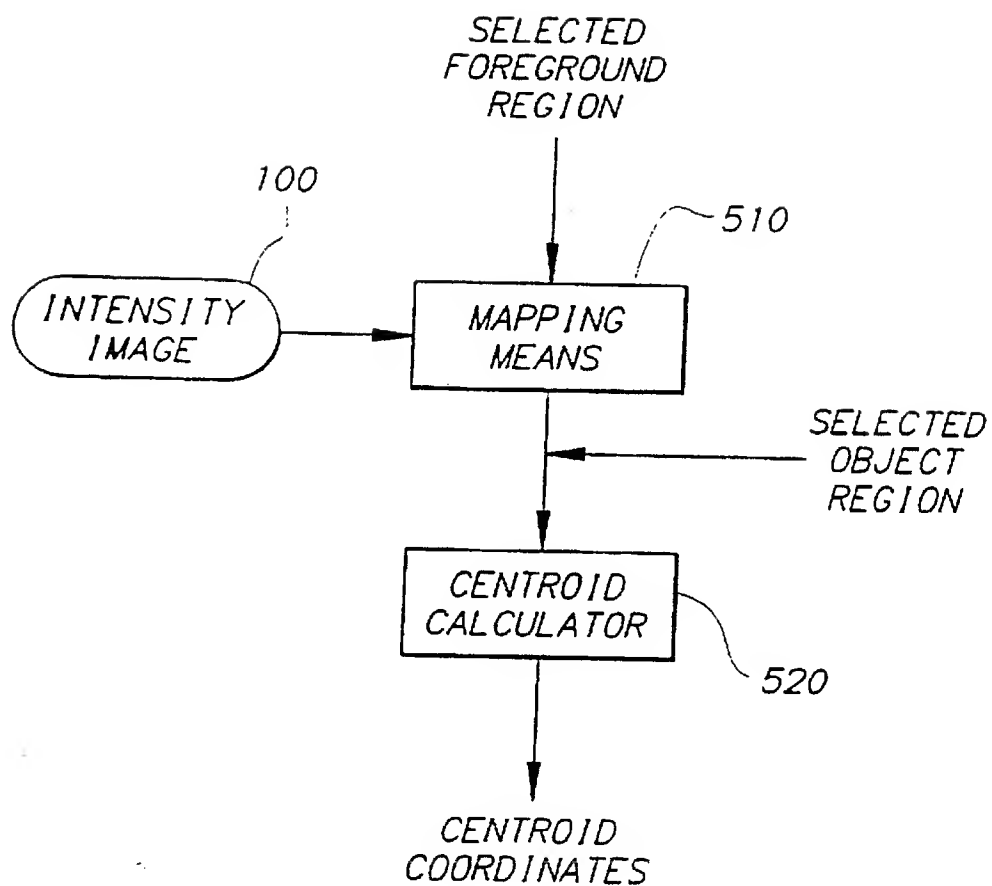 SELECTED
FOREGROUND
REGION
100
510
INTENSITY
IMAGE
MAPPING
MEANS
SELECTED
OBJECT
REGION
CENTROID
CALCULATOR
520
CENTROID
COORDINATES